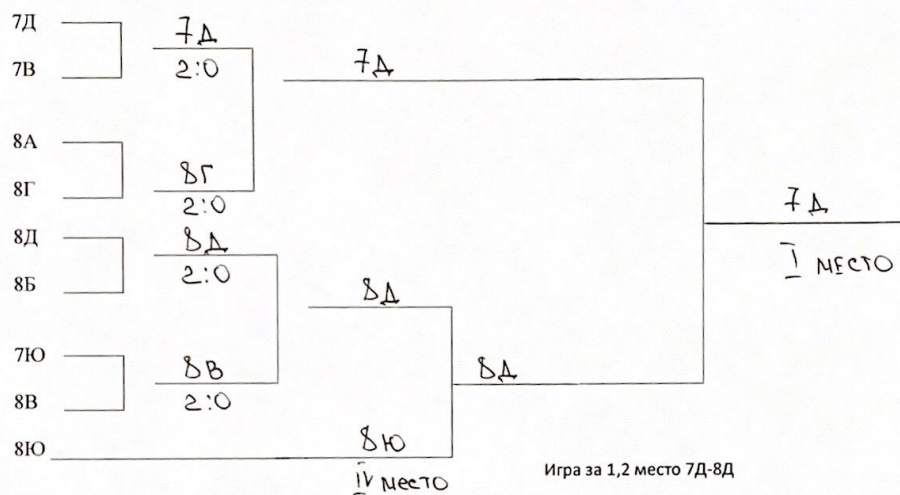 7Д
7Д
7В
2:0
7Д
8А
8Г
8Г
2:0
7Д
I место
8Д
8Д
8Б
2:0
8Д
7Ю
8В
8Д
8В
2:0
8Ю
8Ю
IV место
Игра за 1,2 место 7Д-8Д